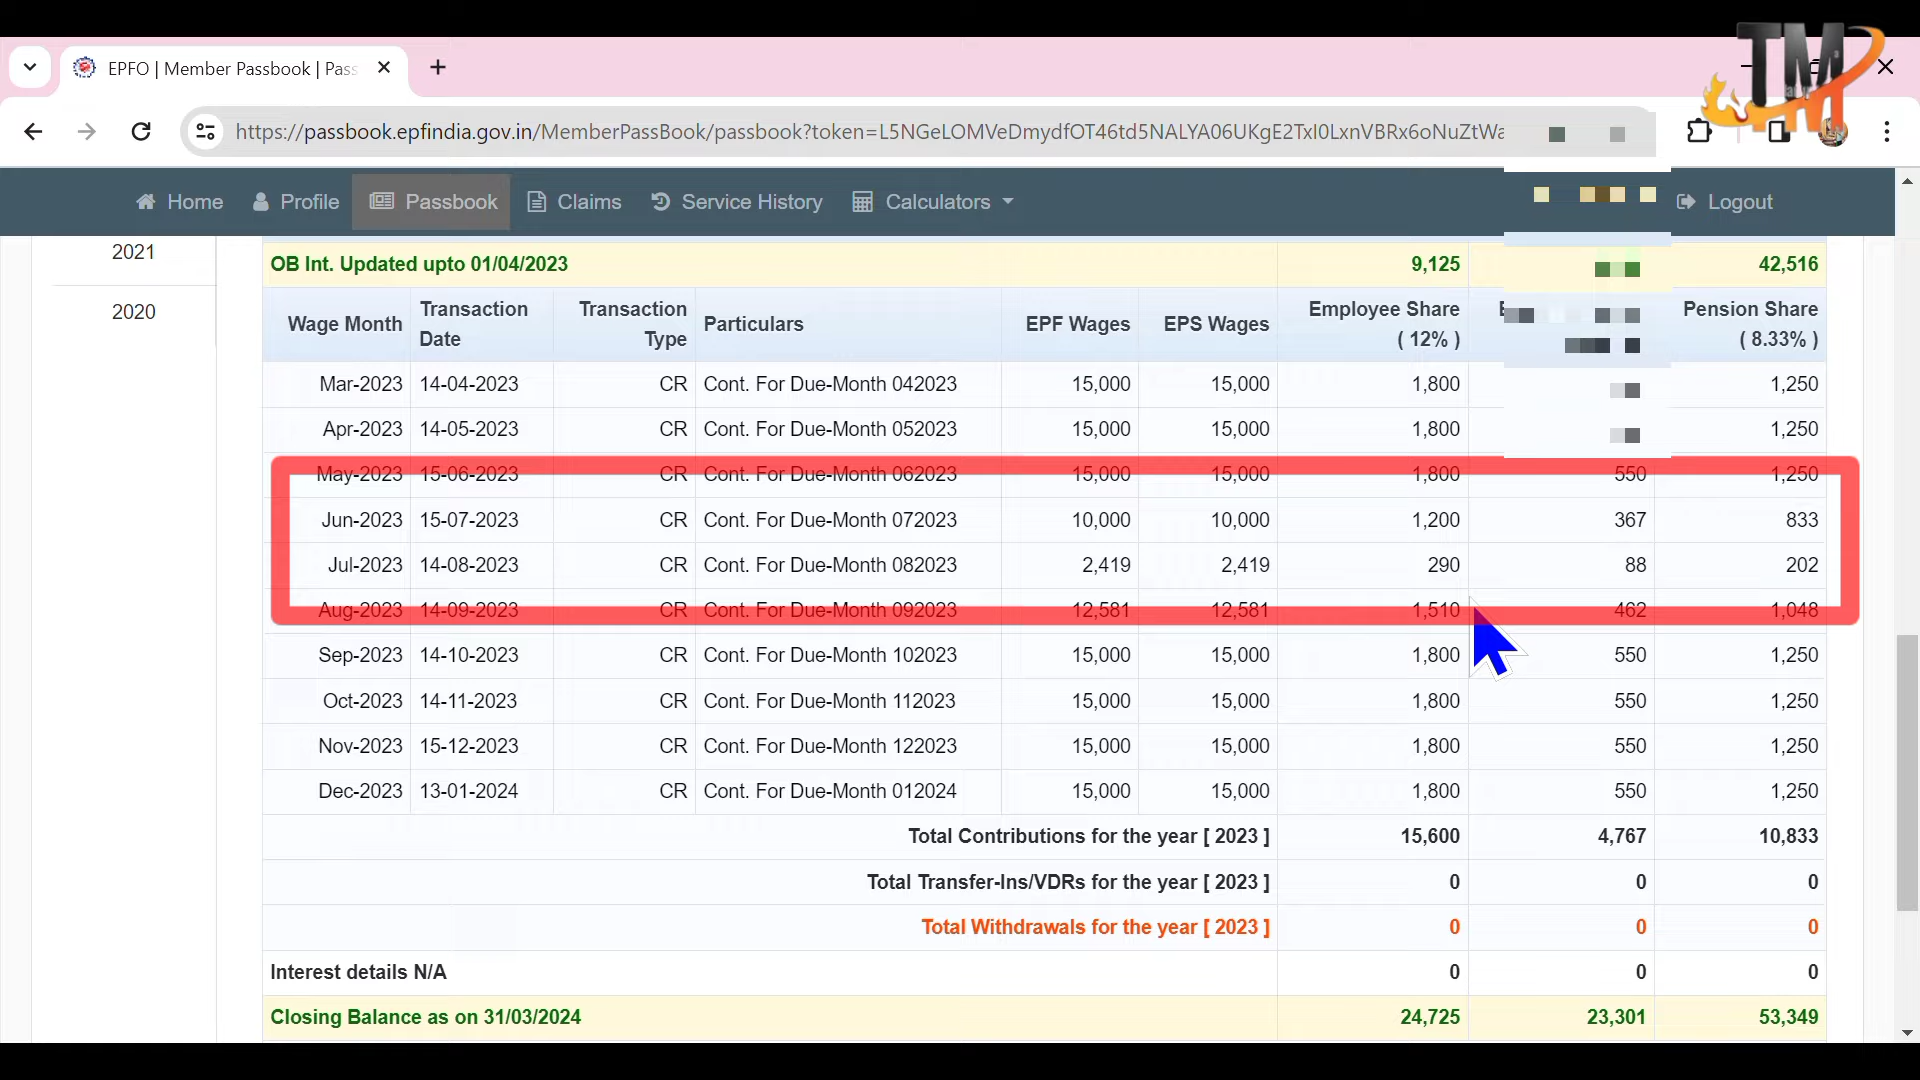 TM
EPFO | Member Passbook | Pass
https://passbook.epfindia.gov.in/MemberPassBook/passbook?token=L5NGeLOMVeDmydfOT46td5NALYA06UKgE2TxI0LxnVBRx6oNuZtWa
Home Profile Passbook Claims Service History Calculators Logout
2021
2020
OB Int. Updated upto 01/04/2023 9,125 42,516
Wage Month Transaction Date Transaction Type Particulars EPF Wages EPS Wages Employee Share ( 12% ) Pension Share ( 8.33% )
Mar-2023 14-04-2023 CR Cont. For Due-Month 042023 15,000 15,000 1,800 1,250
Apr-2023 14-05-2023 CR Cont. For Due-Month 052023 15,000 15,000 1,800 1,250
May-2023 15-06-2023 CR Cont. For Due-Month 062023 15,000 15,000 1,800 550 1,250
Jun-2023 15-07-2023 CR Cont. For Due-Month 072023 10,000 10,000 1,200 367 833
Jul-2023 14-08-2023 CR Cont. For Due-Month 082023 2,419 2,419 290 88 202
Aug-2023 14-09-2023 CR Cont. For Due-Month 092023 12,581 12,581 1,510 462 1,048
Sep-2023 14-10-2023 CR Cont. For Due-Month 102023 15,000 15,000 1,800 550 1,250
Oct-2023 14-11-2023 CR Cont. For Due-Month 112023 15,000 15,000 1,800 550 1,250
Nov-2023 15-12-2023 CR Cont. For Due-Month 122023 15,000 15,000 1,800 550 1,250
Dec-2023 13-01-2024 CR Cont. For Due-Month 012024 15,000 15,000 1,800 550 1,250
Total Contributions for the year [ 2023 ] 15,600 4,767 10,833
Total Transfer-Ins/VDRs for the year [ 2023 ] 0 0 0
Total Withdrawals for the year [ 2023 ] 0 0 0
Interest details N/A 0 0 0
Closing Balance as on 31/03/2024 24,725 23,301 53,349